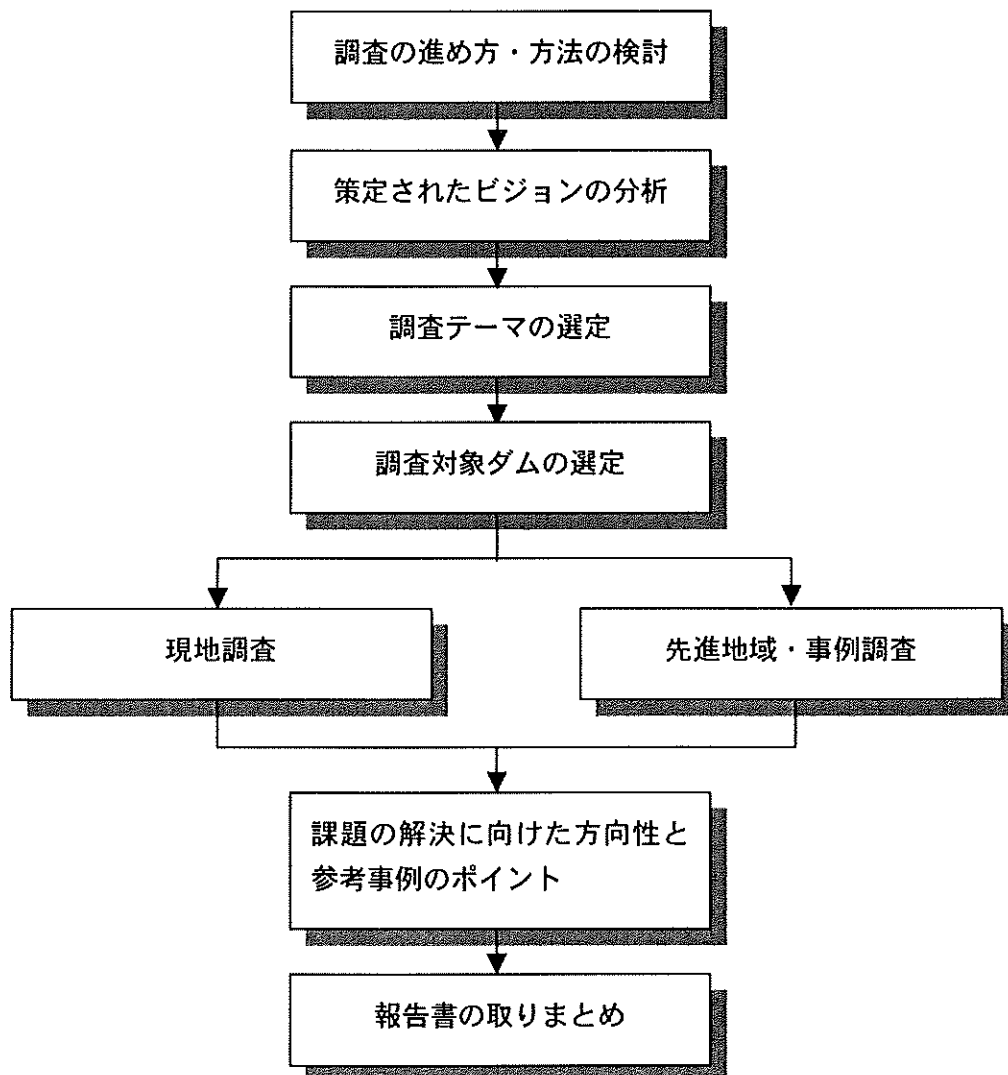 調査の進め方・方法の検討
策定されたビジョンの分析
調査テーマの選定
調査対象ダムの選定
現地調査
先進地域・事例調査
課題の解決に向けた方向性と
参考事例のポイント
報告書の取りまとめ